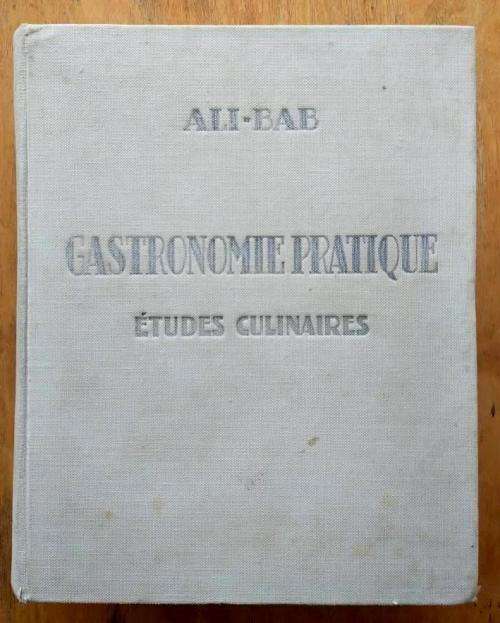 ALI-BAB
GASTRONOMIE PRATIQUE
ÉTUDES CULINAIRES